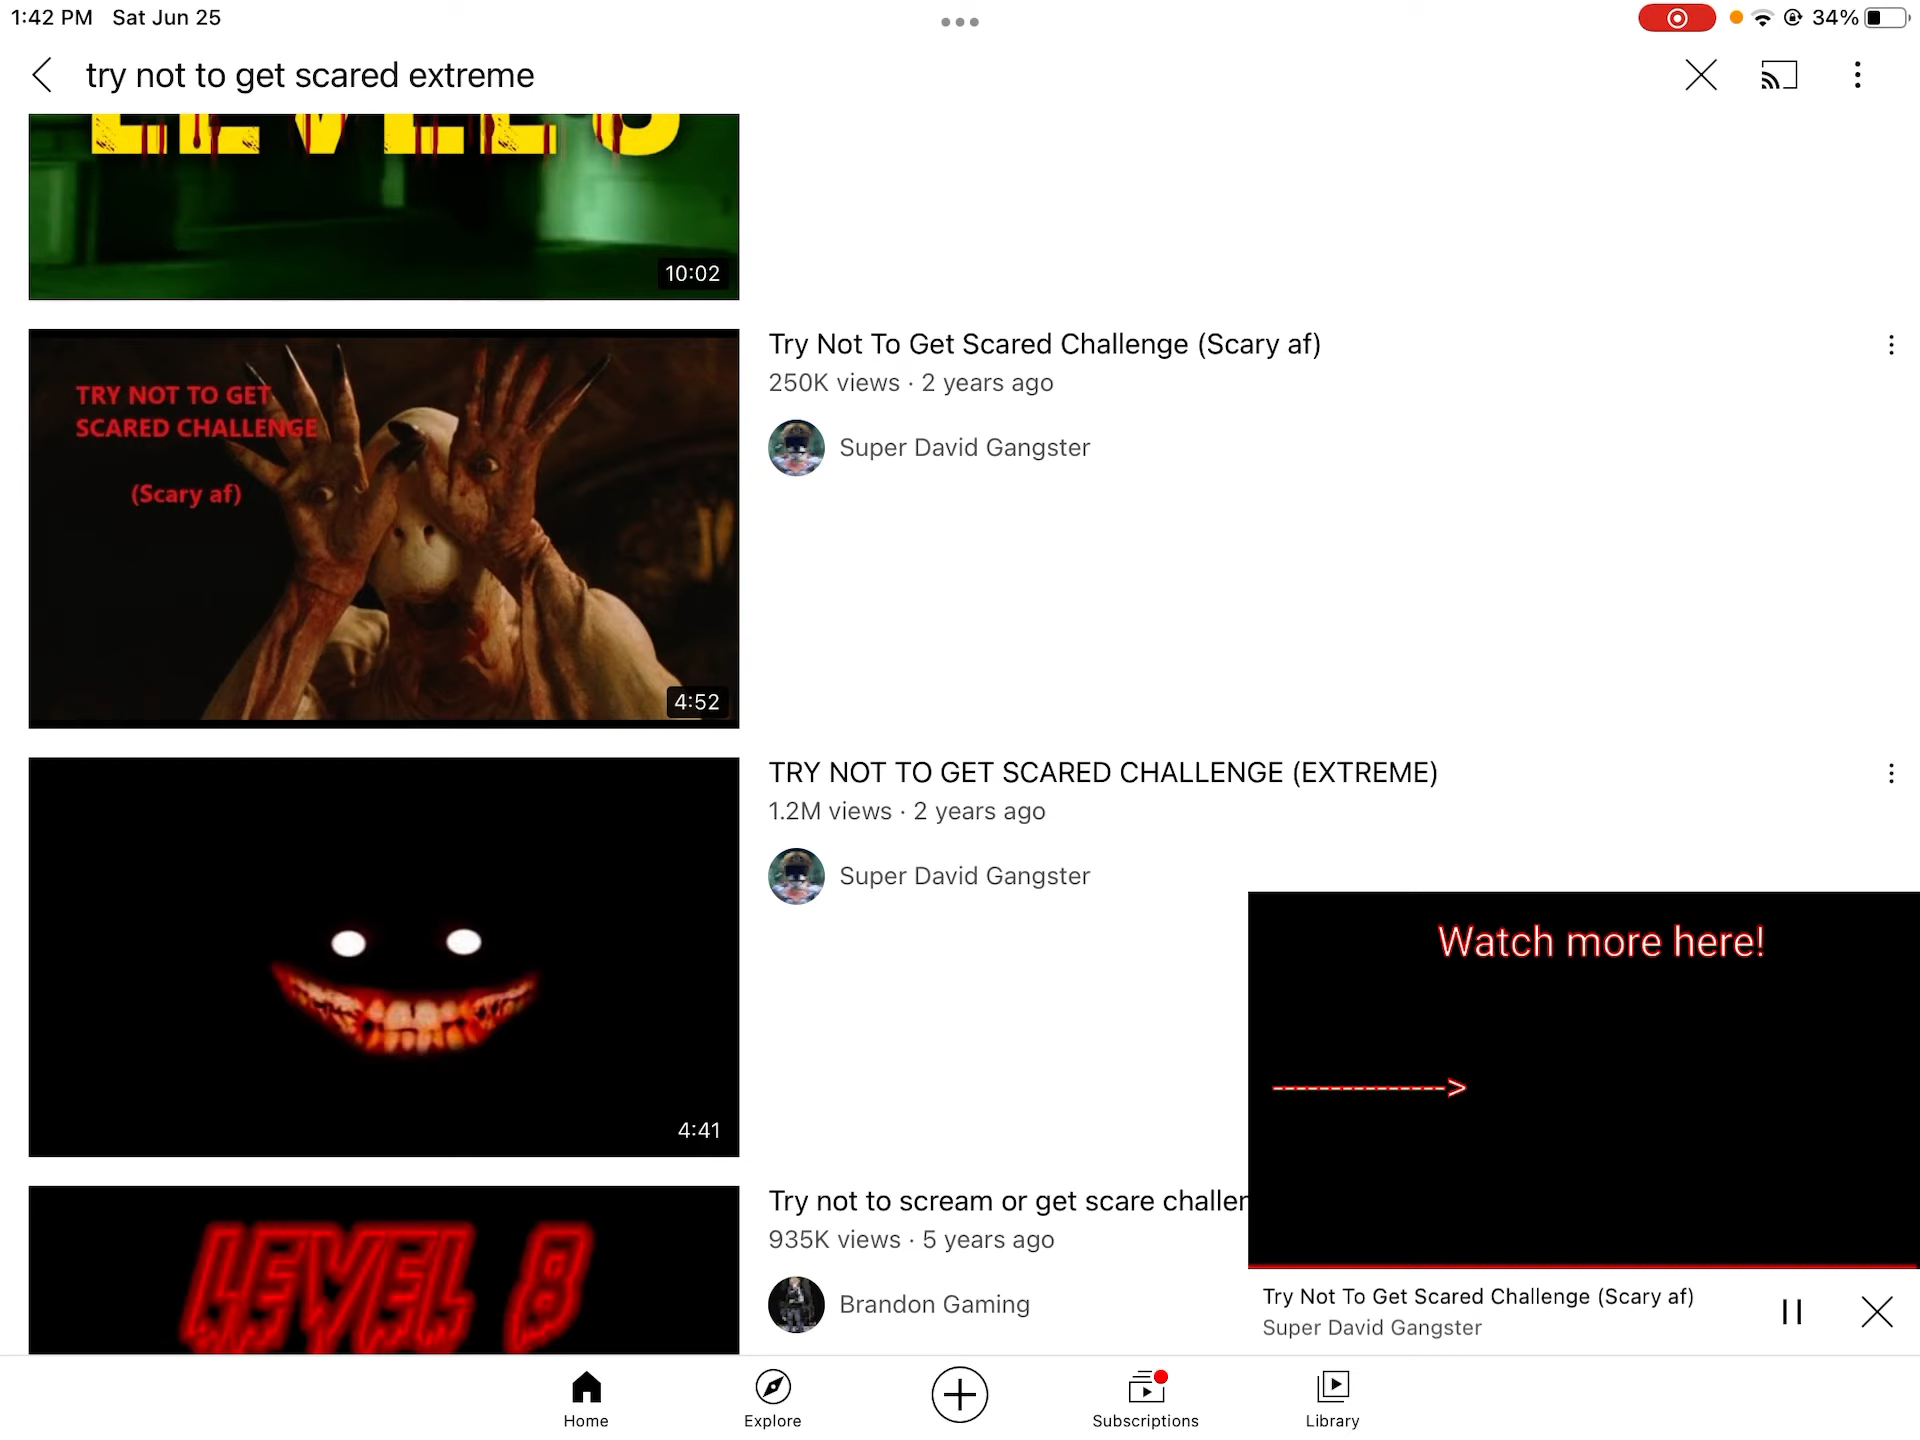 1:42 PM Sat Jun 25
34%
try not to get scared extreme
10:02
TRY NOT TO GET
SCARED CHALLENGE
(Scary af)
4:52
Try Not To Get Scared Challenge (Scary af)
250K views · 2 years ago
Super David Gangster
4:41
TRY NOT TO GET SCARED CHALLENGE (EXTREME)
1.2M views · 2 years ago
Super David Gangster
LEVEL 8
Try not to scream or get scare challen
935K views · 5 years ago
Brandon Gaming
Watch more here!
--------------->
Try Not To Get Scared Challenge (Scary af)
Super David Gangster
Home
Explore
Subscriptions
Library